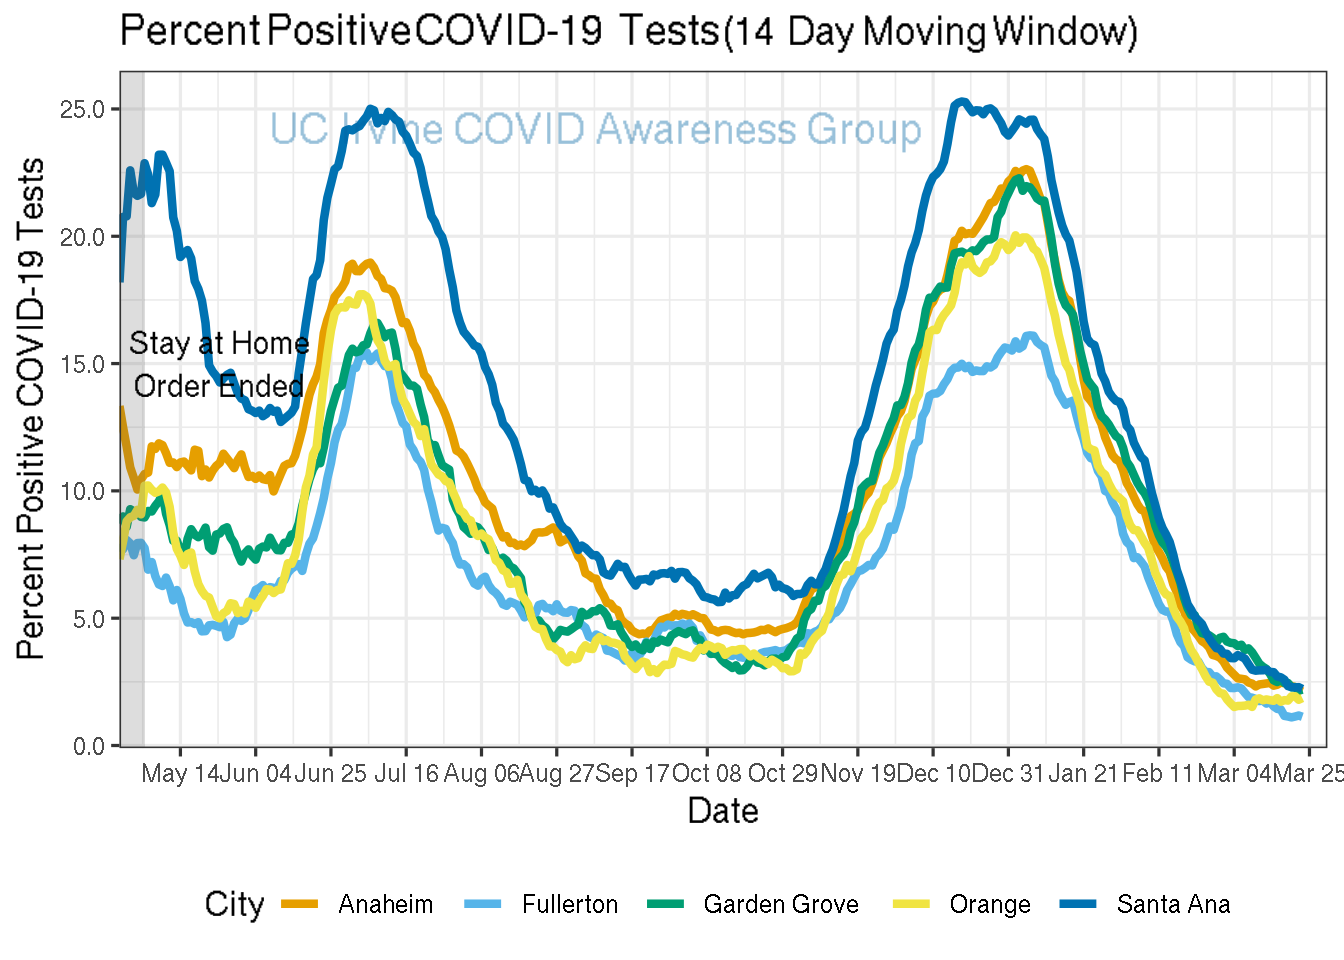 Percent Positive COVID-19 Tests (14 Day Moving Window)
UC Irvine COVID Awareness Group
Percent Positive COVID-19 Tests
25.0
20.0
15.0
10.0
5.0
0.0
Stay at Home
Order Ended
May 14 Jun 04 Jun 25 Jul 16 Aug 06 Aug 27 Sep 17 Oct 08 Oct 29 Nov 19 Dec 10 Dec 31 Jan 21 Feb 11 Mar 04 Mar 25
Date
City Anaheim Fullerton Garden Grove Orange Santa Ana